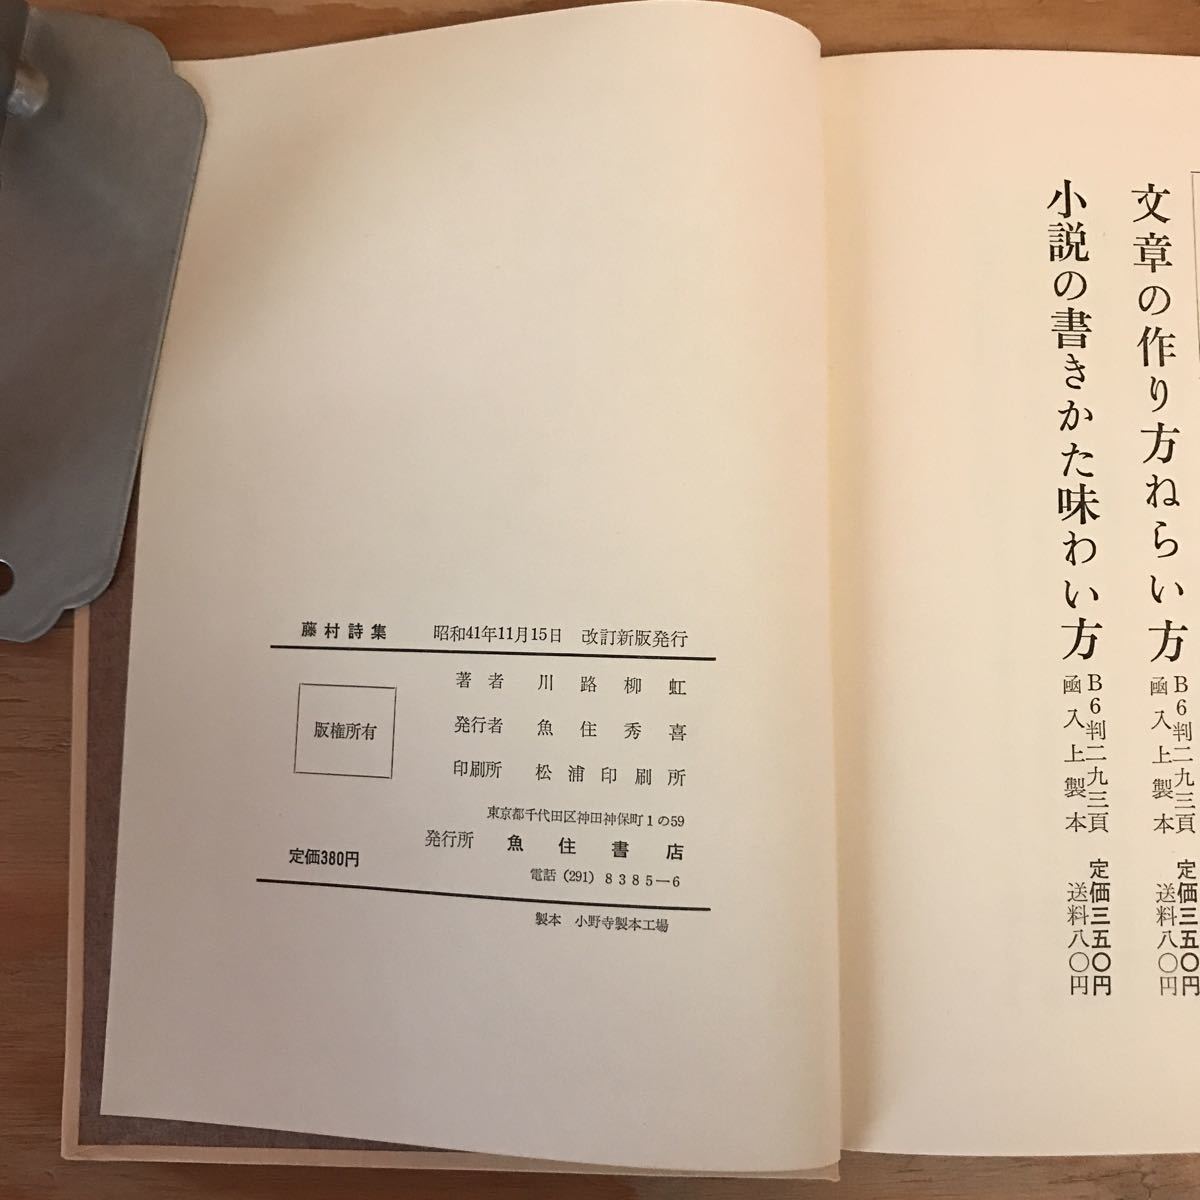 文章の作り方ねらい方
B6判二九三頁
函入上製本
定価三五〇円
送料八〇円
小説の書きかた味わい方
B6判二九三頁
函入上製本
定価三五〇円
送料八〇円
藤村詩集 昭和41年11月15日 改訂新版発行
著者 川路柳虹
発行者 魚住秀喜
印刷所 松浦印刷所
東京都千代田区神田神保町1の59
発行所 魚住書店
電話(291)8385-6
版権所有
定価380円
製本 小野寺製本工場